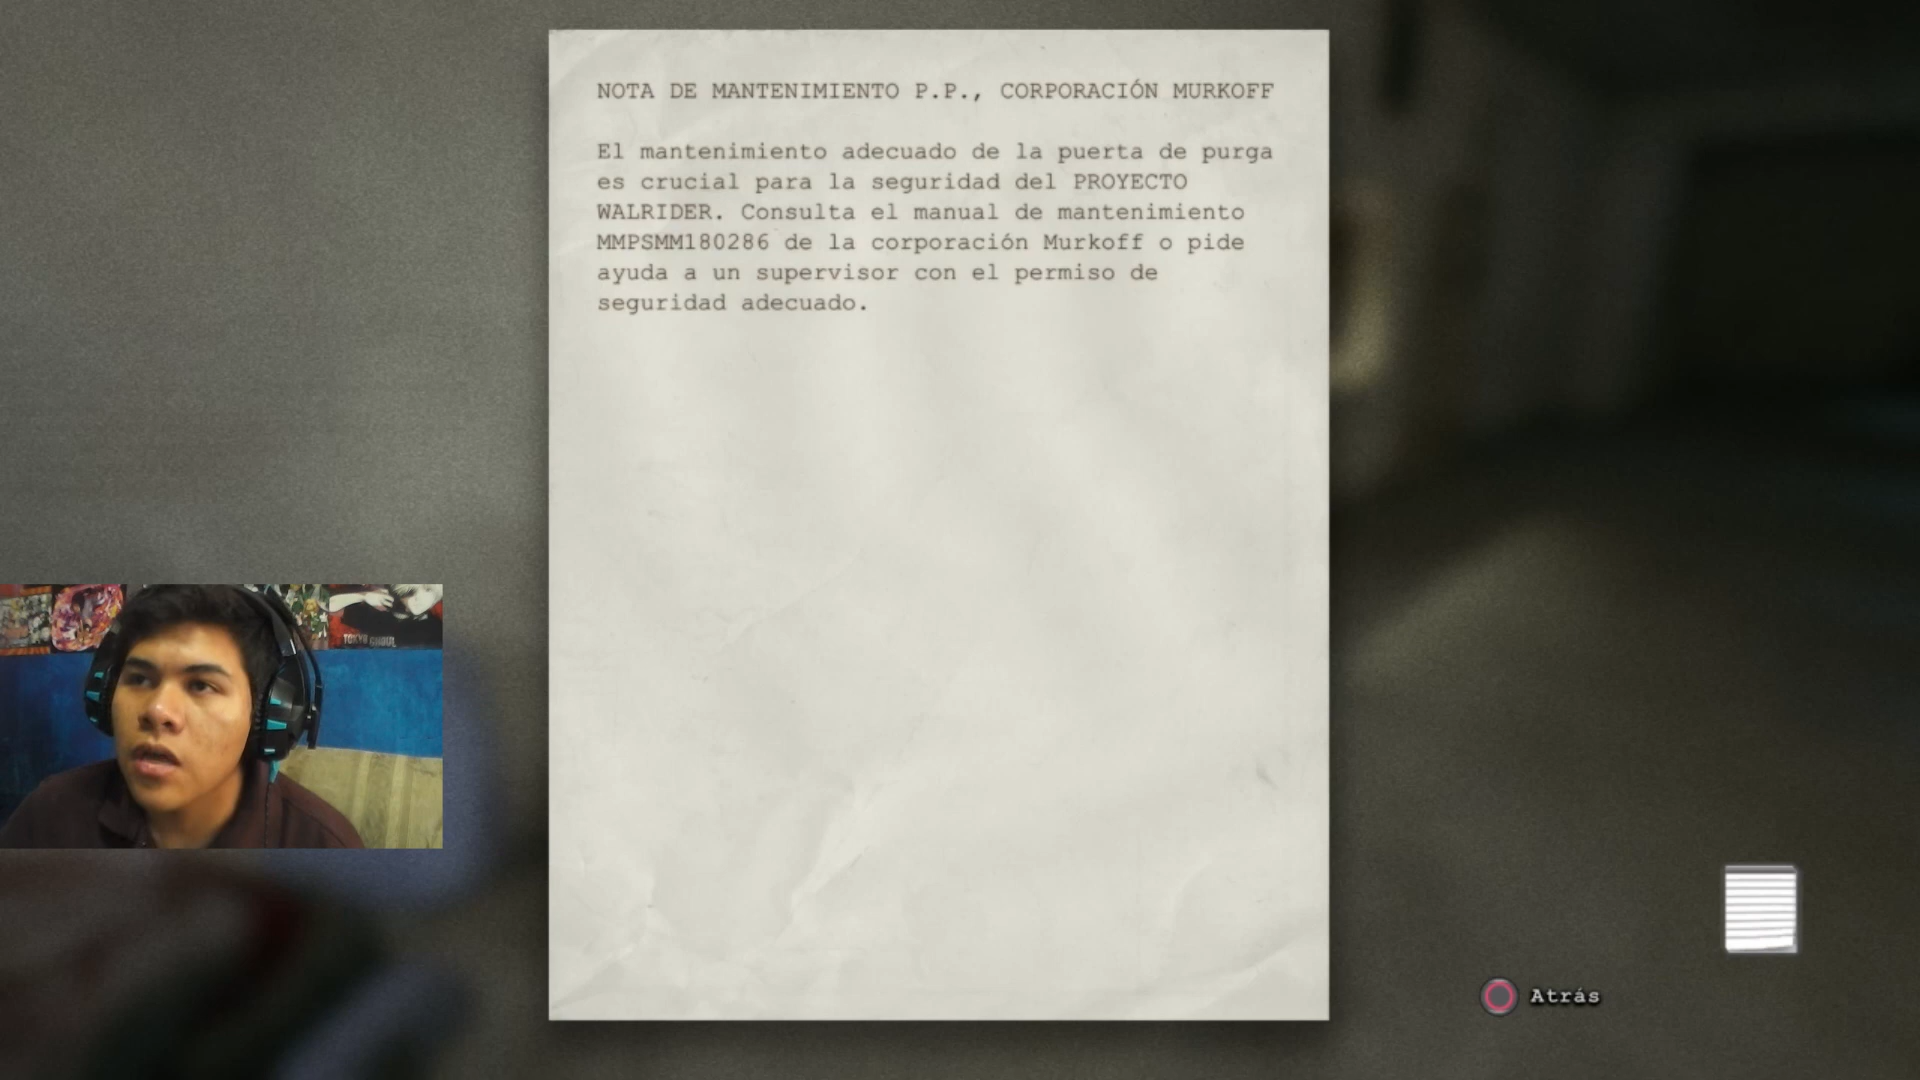 NOTA DE MANTENIMIENTO P.P., CORPORACIÓN MURKOFF
El mantenimiento adecuado de la puerta de purga
es crucial para la seguridad del PROYECTO
WALRIDER. Consulta el manual de mantenimiento
MMPSMM180286 de la corporación Murkoff o pide
ayuda a un supervisor con el permiso de
seguridad adecuado.
TOKYO GHOUL
Atrás